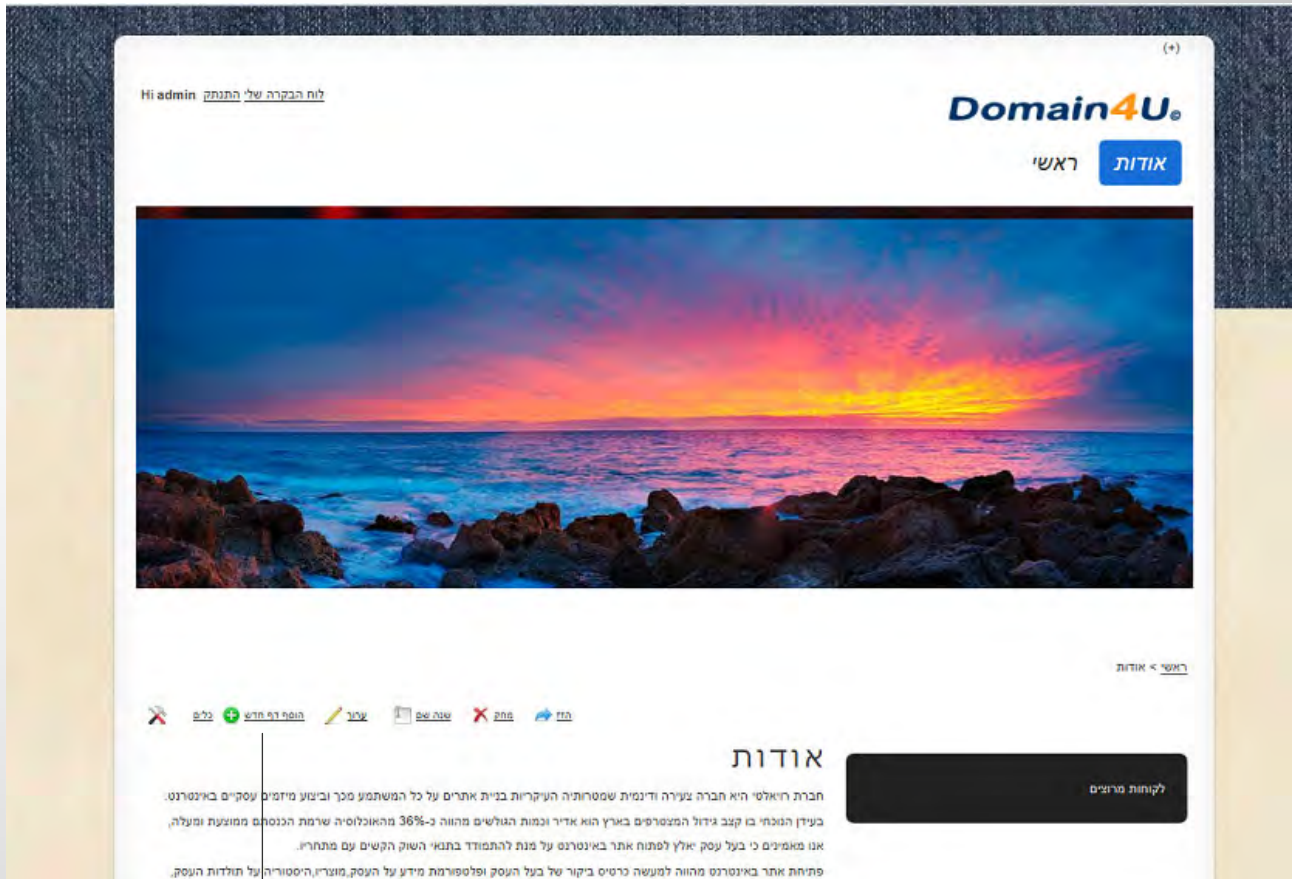 (+)
Hi admin לוח הבקרה שלי התנתק
Domain4U©
אודות ראשי
ראשי > אודות
הזז מחק שנה שם ערוך הוסף דף חדש כלים
אודות
לקוחות מרוצים
חברת רויאלטי היא חברה צעירה ודינמית שמטרותיה העיקריות בניית אתרים על כל המשתמע מכך וביצוע מיזמים עסקיים באינטרנט.
בעידן הנוכחי בו קצב גידול המצטרפים בארץ הוא אדיר וכמות הגולשים מהווה כ-36% מהאוכלוסיה שרמת הכנסתם ממוצעת ומעלה,
אנו מאמינים כי בעל עסק יאלץ לפתוח אתר באינטרנט על מנת להתמודד בתנאי השוק הקשים עם מתחריו.
פתיחת אתר באינטרנט מהווה למעשה כרטיס ביקור של בעל העסק ופלטפורמת מידע על העסק,מוצריו,היסטוריה על תולדות העסק,